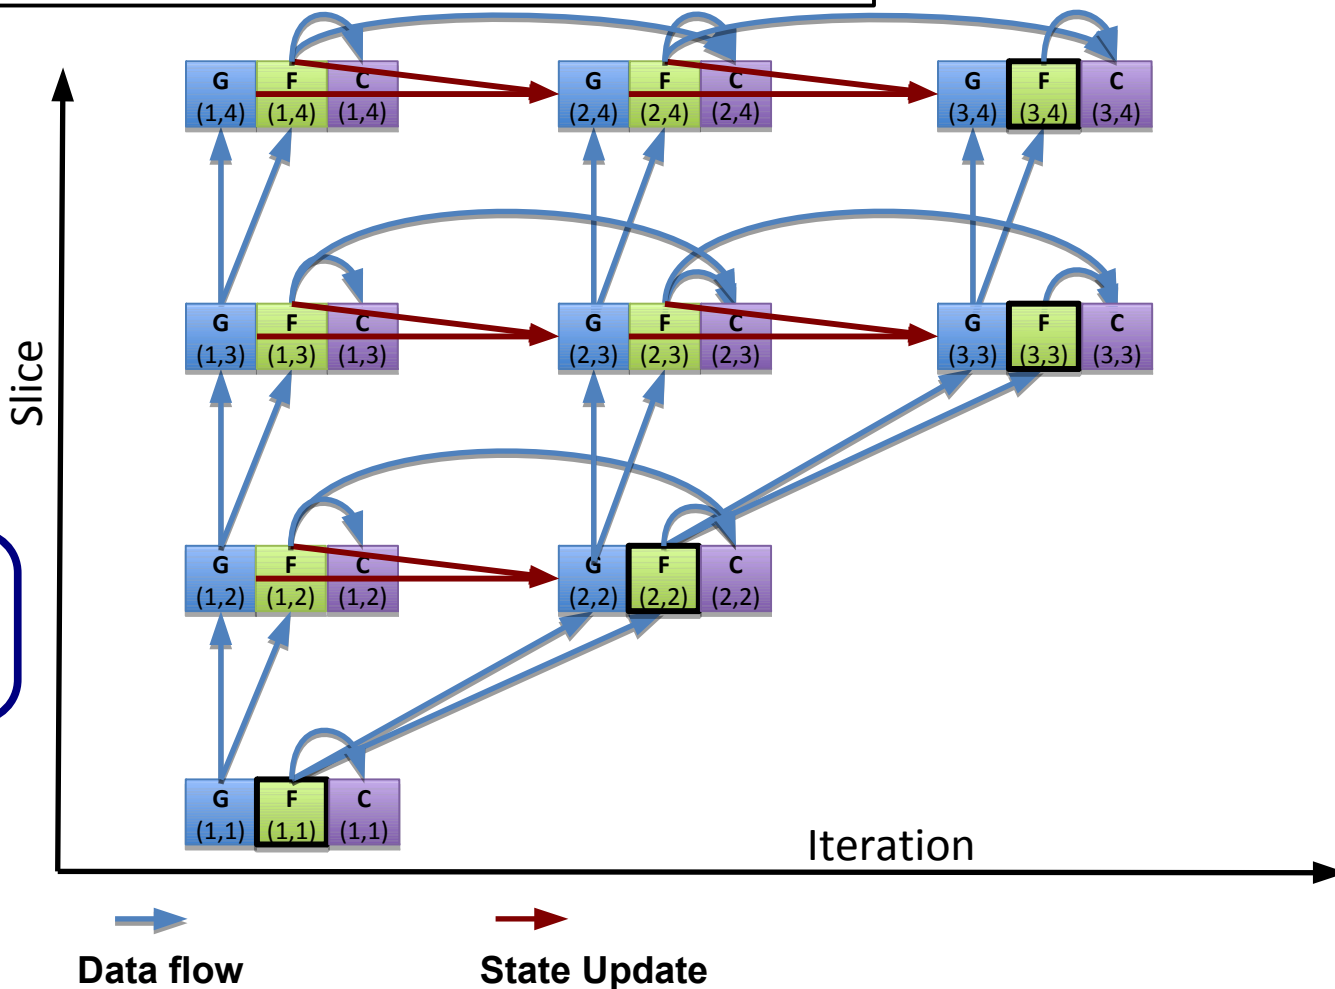 G F C G F C G F C
(1,4) (1,4) (1,4) (2,4) (2,4) (2,4) (3,4) (3,4) (3,4)
G F C G F C G F C
(1,3) (1,3) (1,3) (2,3) (2,3) (2,3) (3,3) (3,3) (3,3)
Slice
G F C G F C
(1,2) (1,2) (1,2) (2,2) (2,2) (2,2)
G F C
(1,1) (1,1) (1,1)
Iteration
Data flow State Update